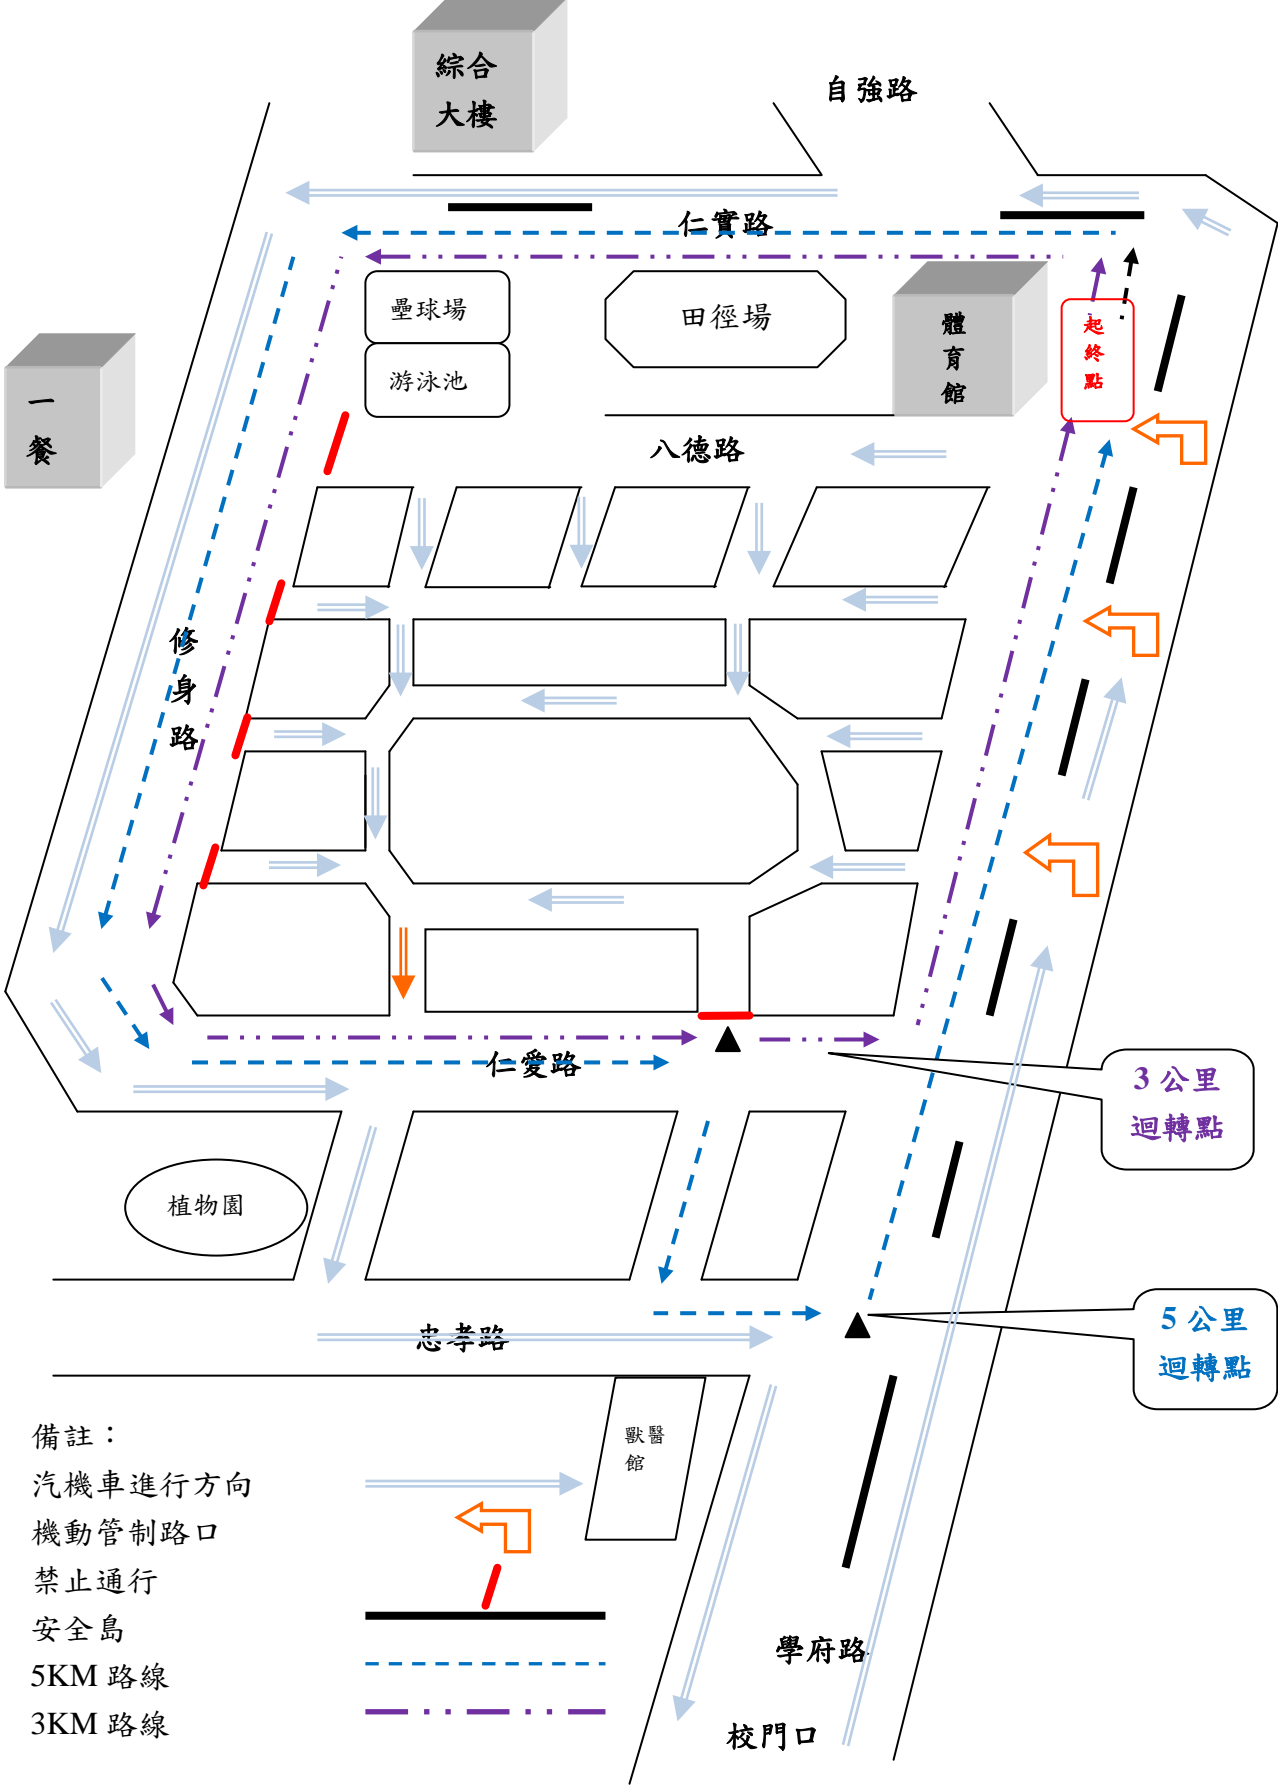 綜合
大樓
自強路
仁實路
壘球場
田徑場
體
育
館
起
終
點
游泳池
一
餐
八德路
修
身
路
仁愛路
3 公里
迴轉點
植物園
5 公里
迴轉點
忠孝路
獸醫
館
備註：
汽機車進行方向
機動管制路口
禁止通行
安全島
5KM 路線
3KM 路線
學府路
校門口